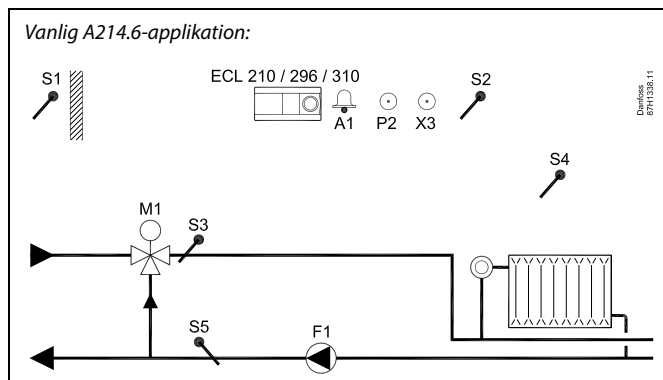 Vanlig A214.6-applikation:
S1
ECL 210 / 296 / 310
A1
P2
X3
S2
Danfoss
87H1338.11
S4
M1
S3
S5
F1